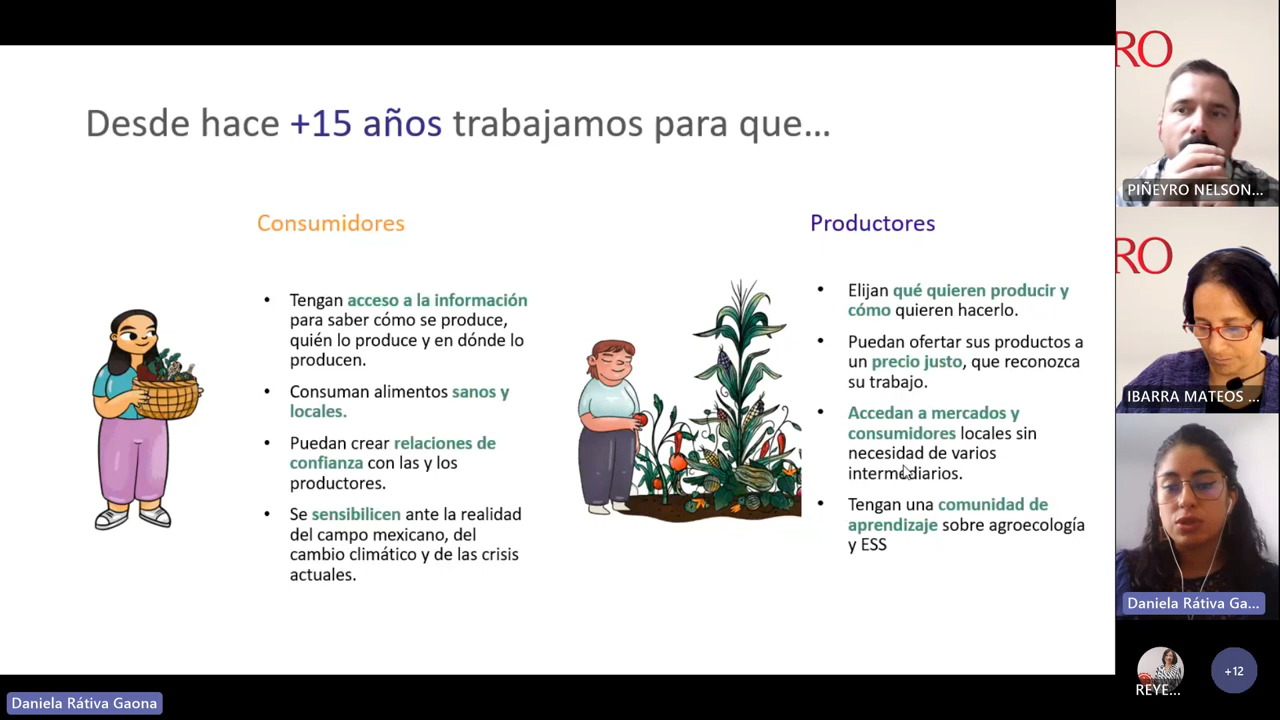 Desde hace +15 años trabajamos para que...
Consumidores
• Tengan acceso a la información
para saber cómo se produce,
quién lo produce y en dónde lo
producen.
• Consuman alimentos sanos y
locales.
• Puedan crear relaciones de
confianza con las y los
productores.
• Se sensibilicen ante la realidad
del campo mexicano, del
cambio climático y de las crisis
actuales.
Productores
• Elijan qué quieren producir y
cómo quieren hacerlo.
• Puedan ofertar sus productos a
un precio justo, que reconozca
su trabajo.
• Accedan a mercados y
consumidores locales sin
necesidad de varios
intermediarios.
• Tengan una comunidad de
aprendizaje sobre agroecología
y ESS
RO
PIÑEYRO NELSON...
RO
IBARRA MATEOS ...
Daniela Rátiva Ga...
REYE...
+12
Daniela Rátiva Gaona